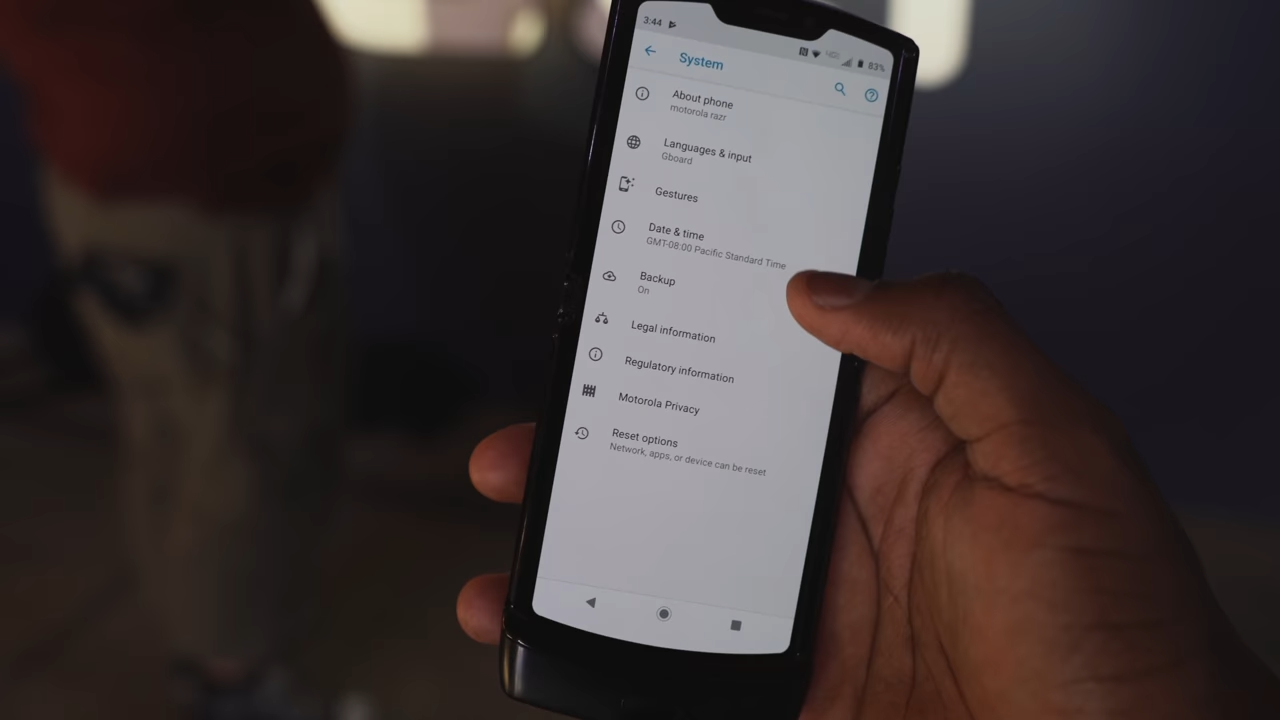 3:44
83%
System
About phone
motorola razr
Languages & input
Gboard
Gestures
Date & time
GMT-08:00 Pacific Standard Time
Backup
On
Legal information
Regulatory information
Motorola Privacy
Reset options
Network, apps, or device can be reset